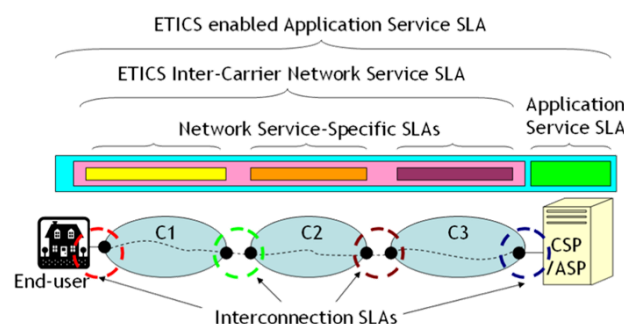 ETICS enabled Application Service SLA
ETICS Inter-Carrier Network Service SLA
Application
Service SLA
Network Service-Specific SLAs
C1
C2
C3
CSP
/ASP
End-user
Interconnection SLAs